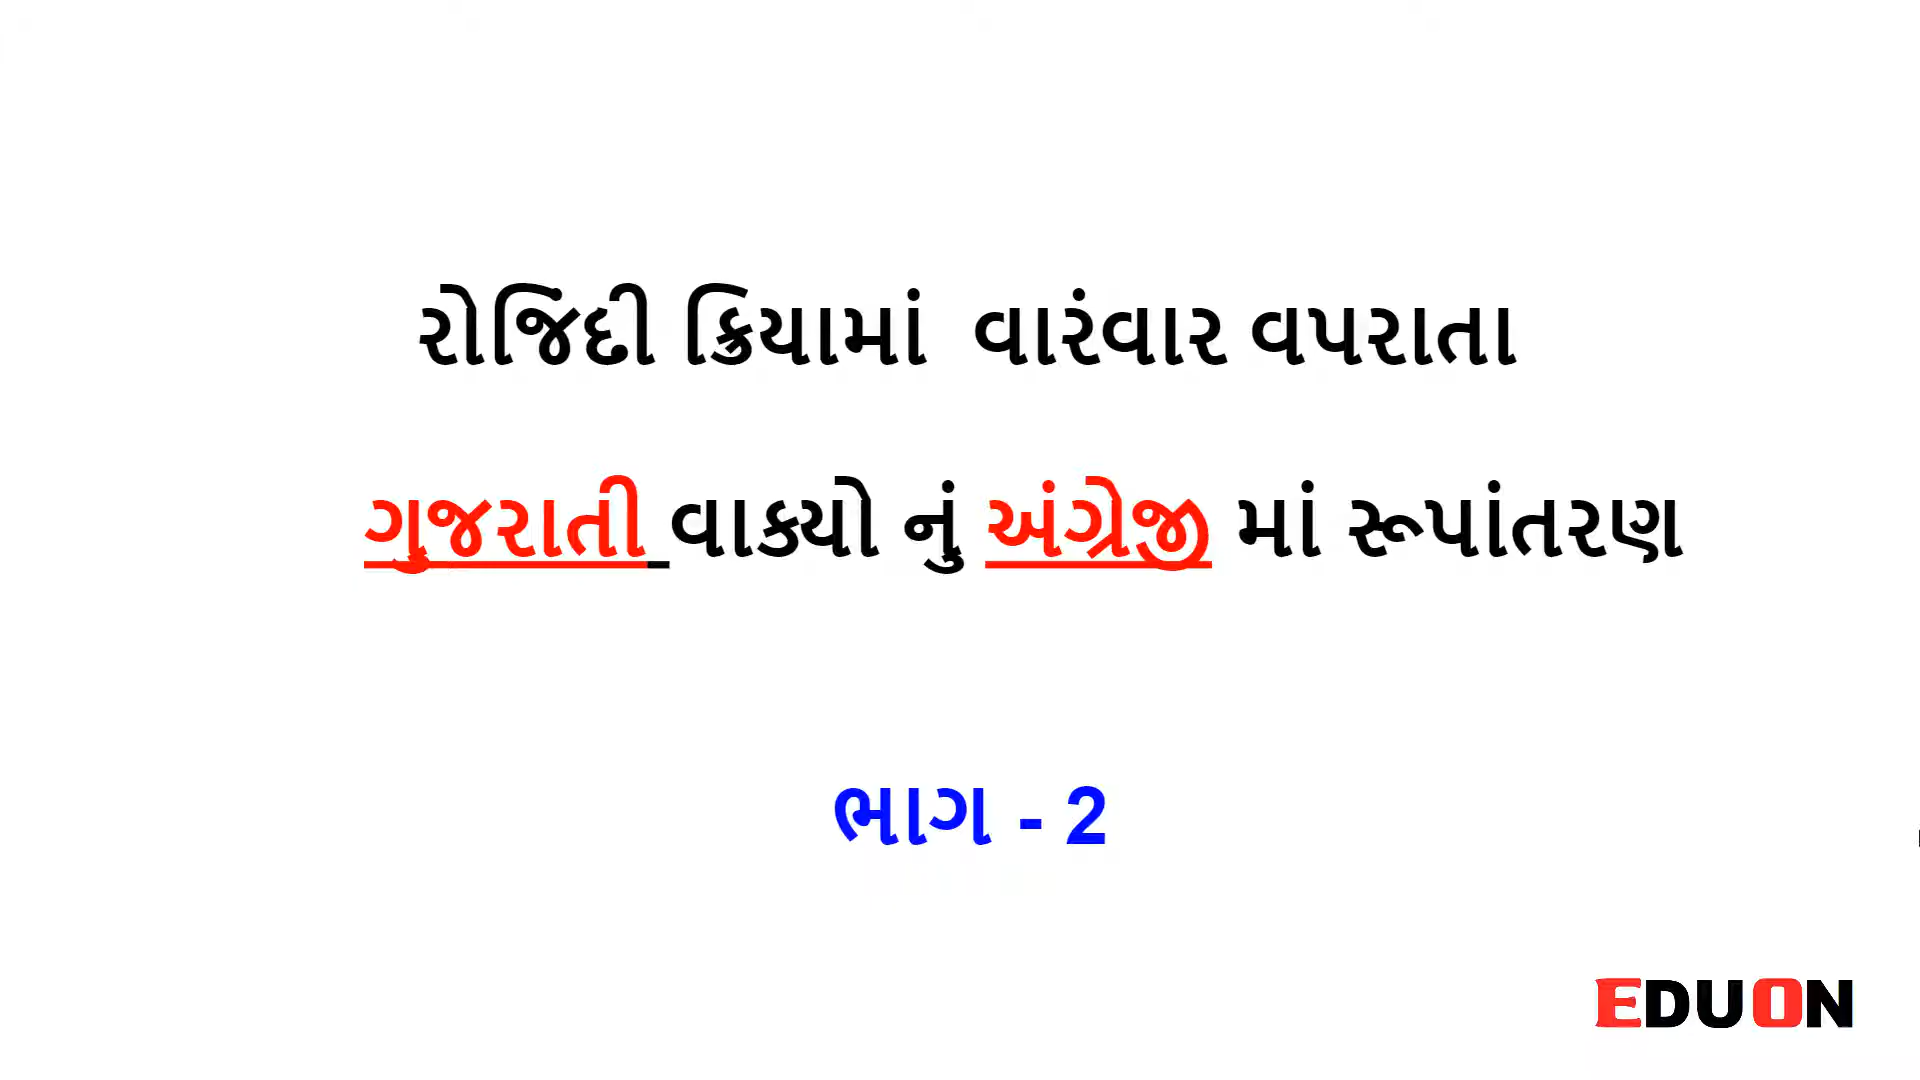 રોજિંદી ક્રિયામાં વારંવાર વપરાતા
ગુજરાતી વાક્યો નું અંગ્રેજી માં રૂપાંતરણ
ભાગ - 2
EDUON